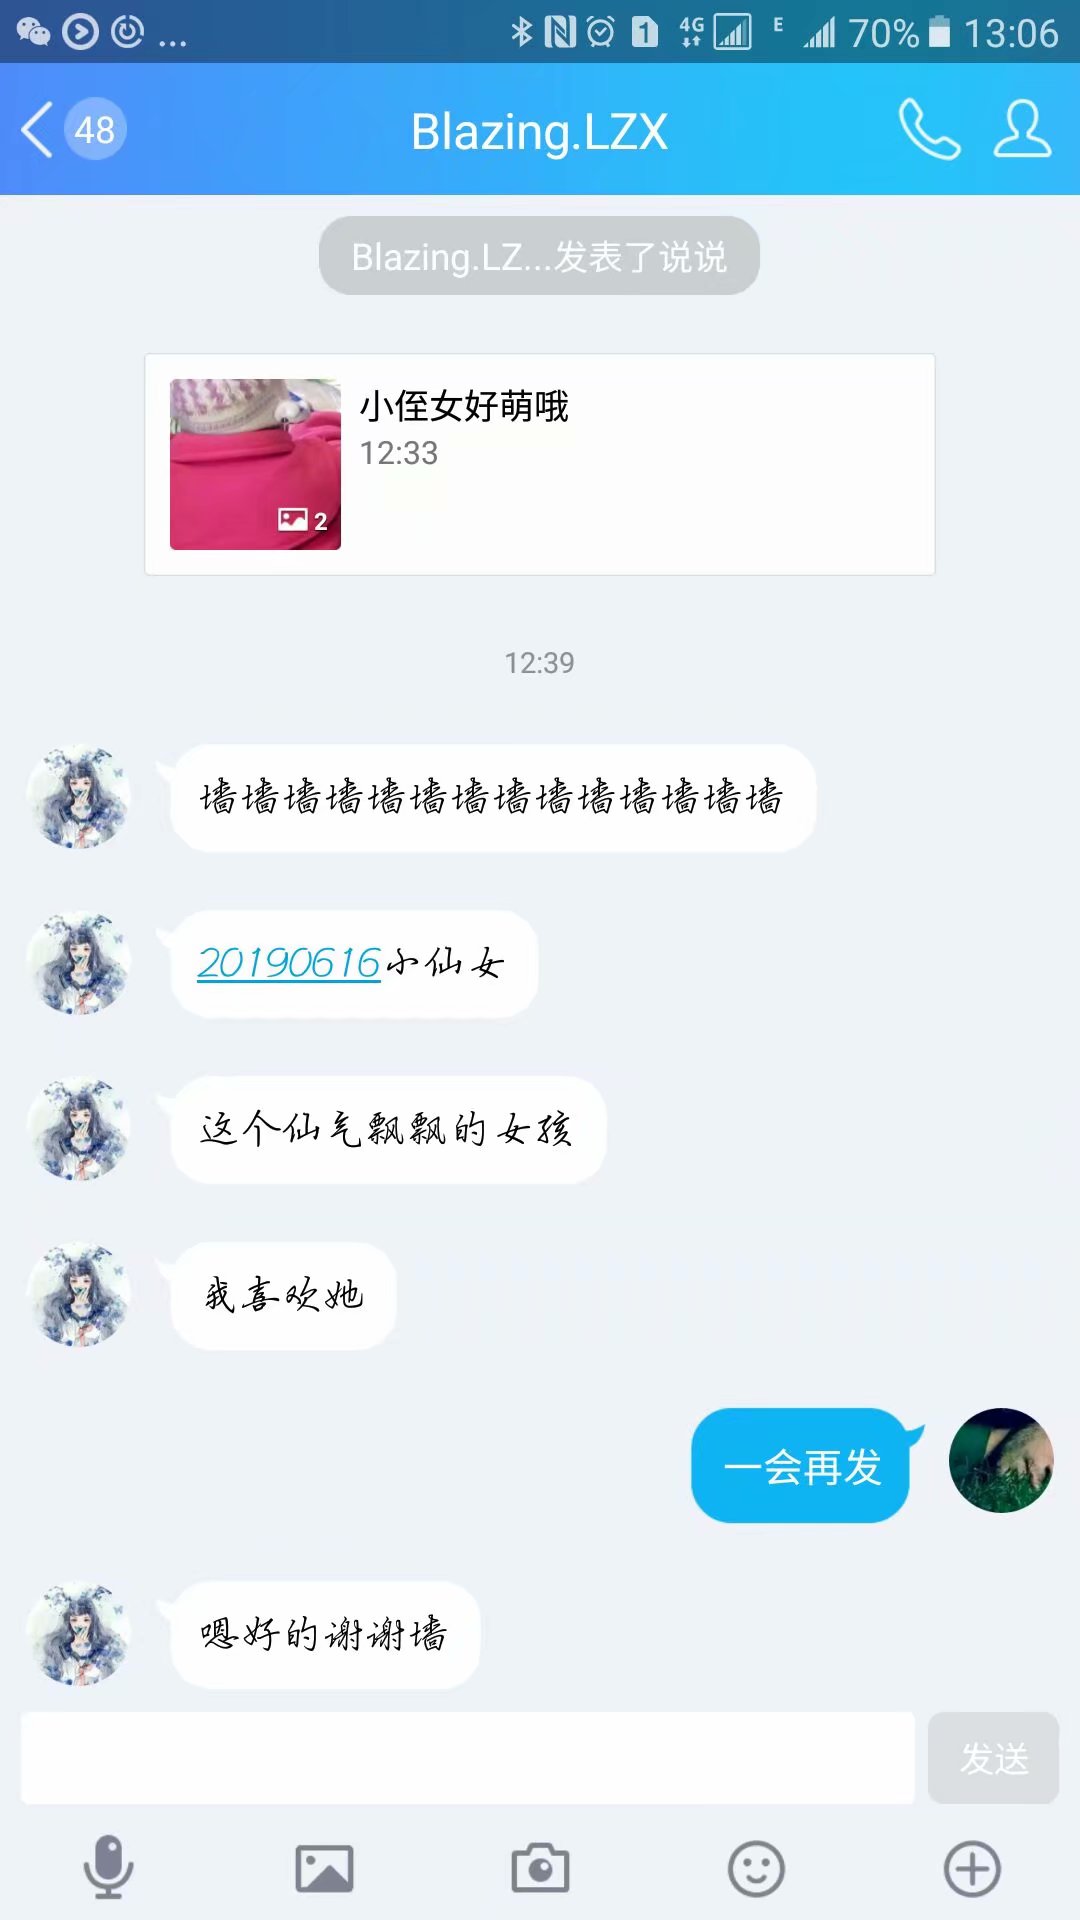 ... 4G 1 E 70% 13:06
48 Blazing.LZX
Blazing.LZ...发表了说说
小侄女好萌哦
12:33
2
12:39
墙墙墙墙墙墙墙墙墙墙墙墙墙墙
20190616小仙女
这个仙气飘飘的女孩
我喜欢她
一会再发
嗯好的谢谢墙
发送